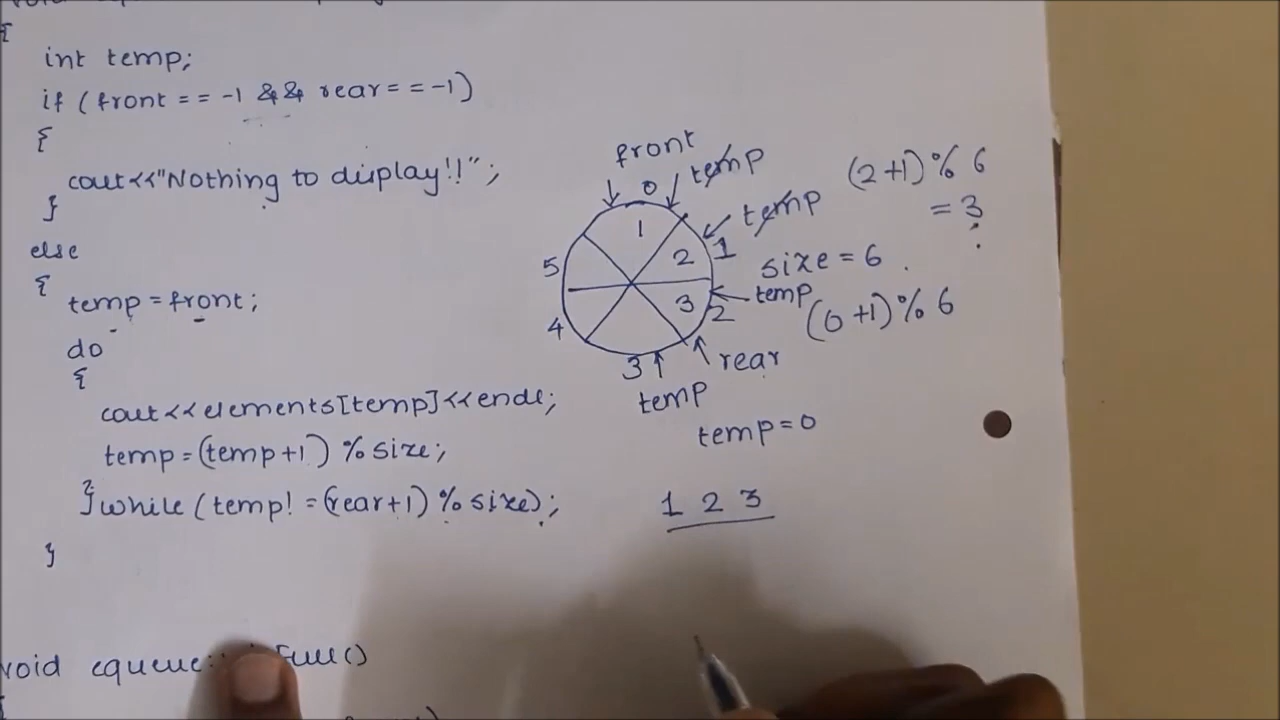 {
int temp;
if (front == -1 && rear == -1)
{
cout<<"Nothing to display!!";
}
else
{
temp = front;
do
{
cout<<elements[temp]<<endl;
temp = (temp+1) % size;
}while (temp! = (rear+1) % size);
}
void cqueue::
front
temp
temp
0
1
1
2
5
size = 6
3
temp
2
4
rear
3
temp
temp = 0
(2+1) % 6
= 3
(0+1) % 6
1 2 3